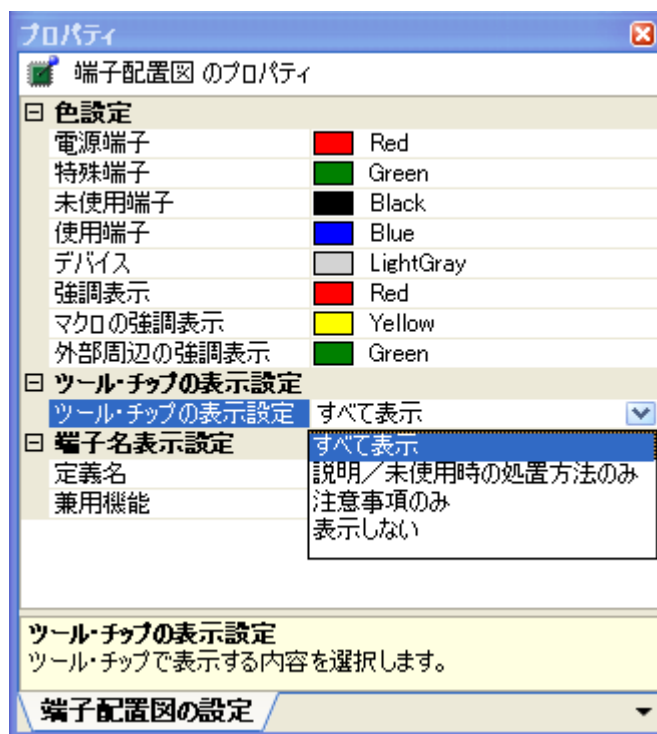 プロパティ
端子配置図 のプロパティ
色設定
電源端子 Red
特殊端子 Green
未使用端子 Black
使用端子 Blue
デバイス LightGray
強調表示 Red
マクロの強調表示 Yellow
外部周辺の強調表示 Green
ツール・チップの表示設定
ツール・チップの表示設定 すべて表示
端子名表示設定 すべて表示
定義名 説明／未使用時の処置方法のみ
兼用機能 注意事項のみ
表示しない
ツール・チップの表示設定
ツール・チップで表示する内容を選択します。
端子配置図の設定